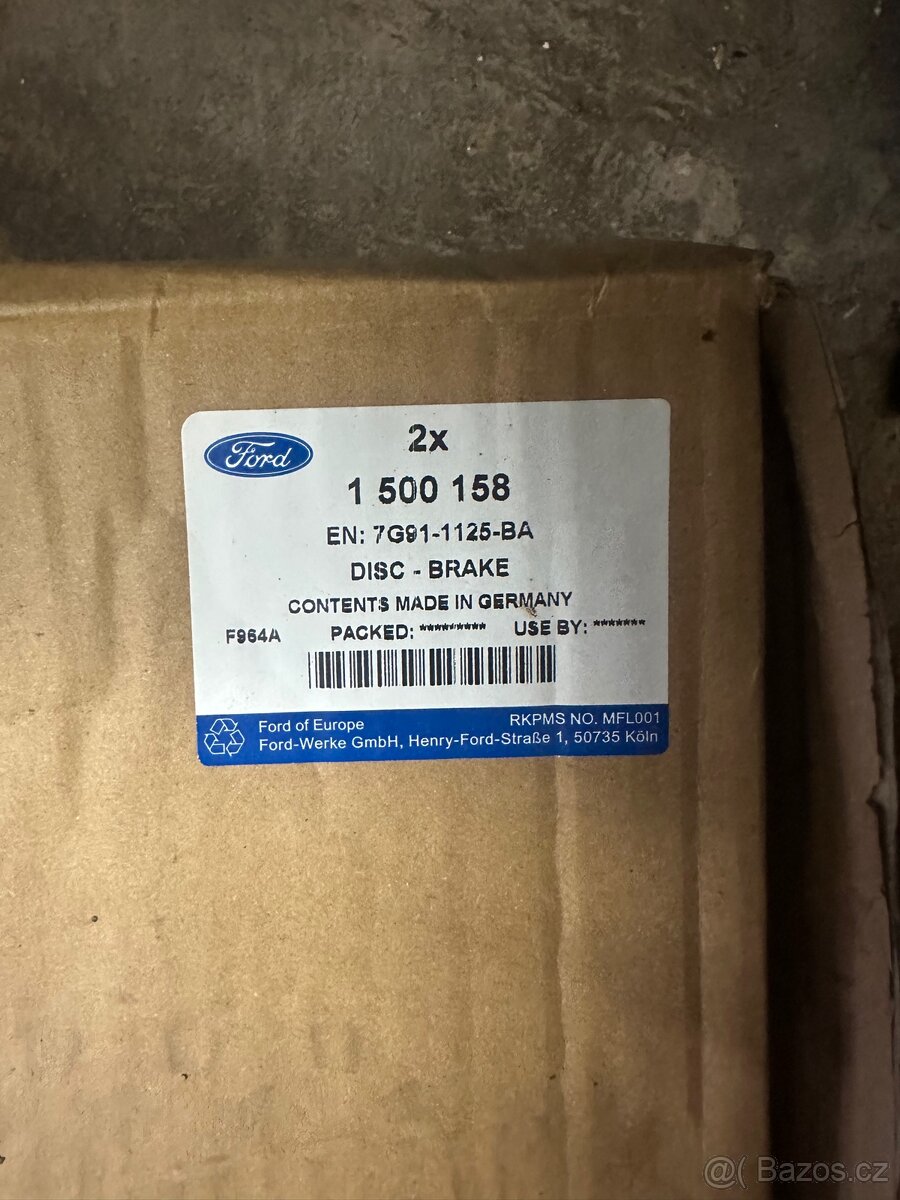 Ford
2x
1 500 158
EN: 7G91-1125-BA
DISC - BRAKE
CONTENTS MADE IN GERMANY
F964A PACKED: ********* USE BY: *******
Ford of Europe RKPMS NO. MFL001
Ford-Werke GmbH, Henry-Ford-Straße 1, 50735 Köln
@( Bazos.cz